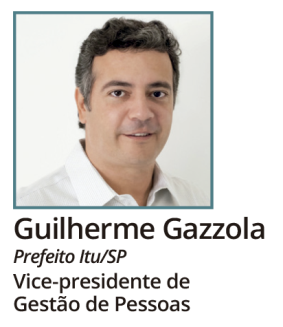 Guilherme Gazzola
Prefeito Itu/SP
Vice-presidente de
Gestão de Pessoas